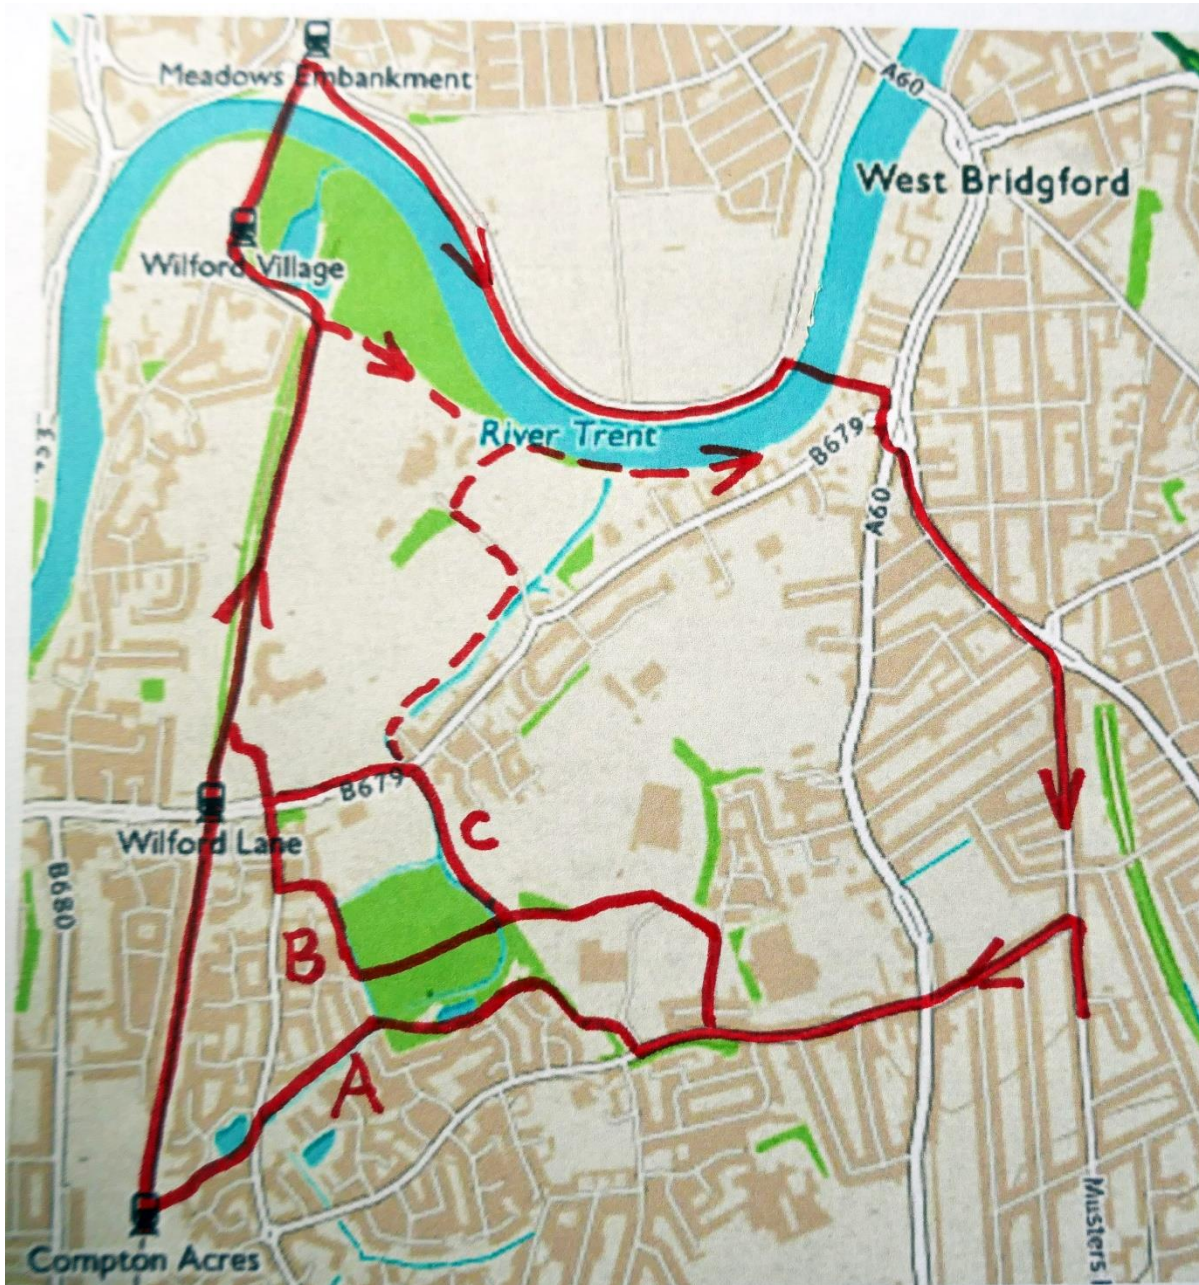 Meadows Embankment
A60
West Bridgford
Wilford Village
River Trent
B679
A60
B679
Wilford Lane
C
B680
B
A
Musters
Compton Acres